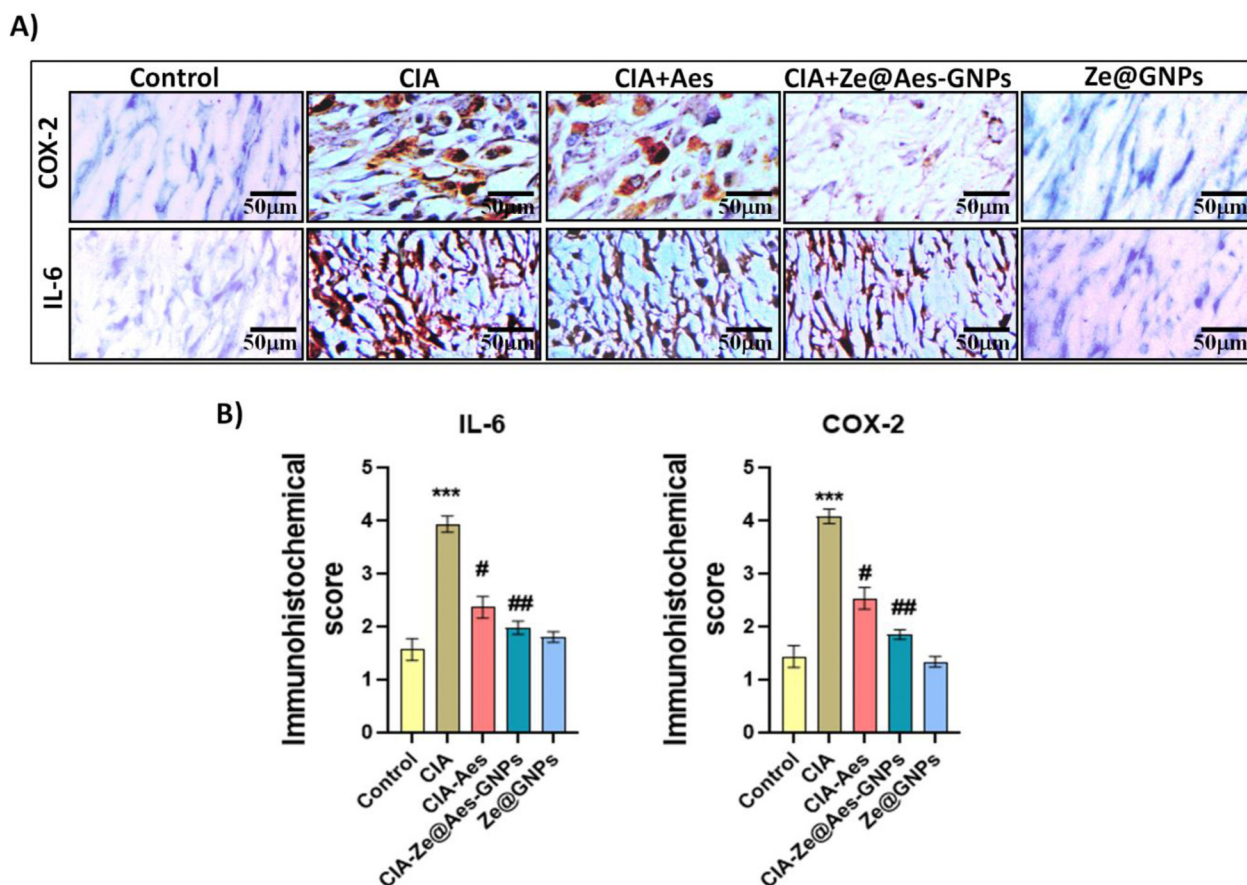 A)
Control CIA CIA+Aes CIA+Ze@Aes-GNPs Ze@GNPs
COX-2
50μm 50μm 50μm 50μm 50μm
IL-6
50μm 50μm 50μm 50μm 50μm
B)
IL-6
Immunohistochemical
score
5
4
3
2
1
0
***
#
##
Control
CIA
CIA-Aes
CIA-Ze@Aes-GNPs
Ze@GNPs
COX-2
Immunohistochemical
score
5
4
3
2
1
0
***
#
##
Control
CIA
CIA-Aes
CIA-Ze@Aes-GNPs
Ze@GNPs